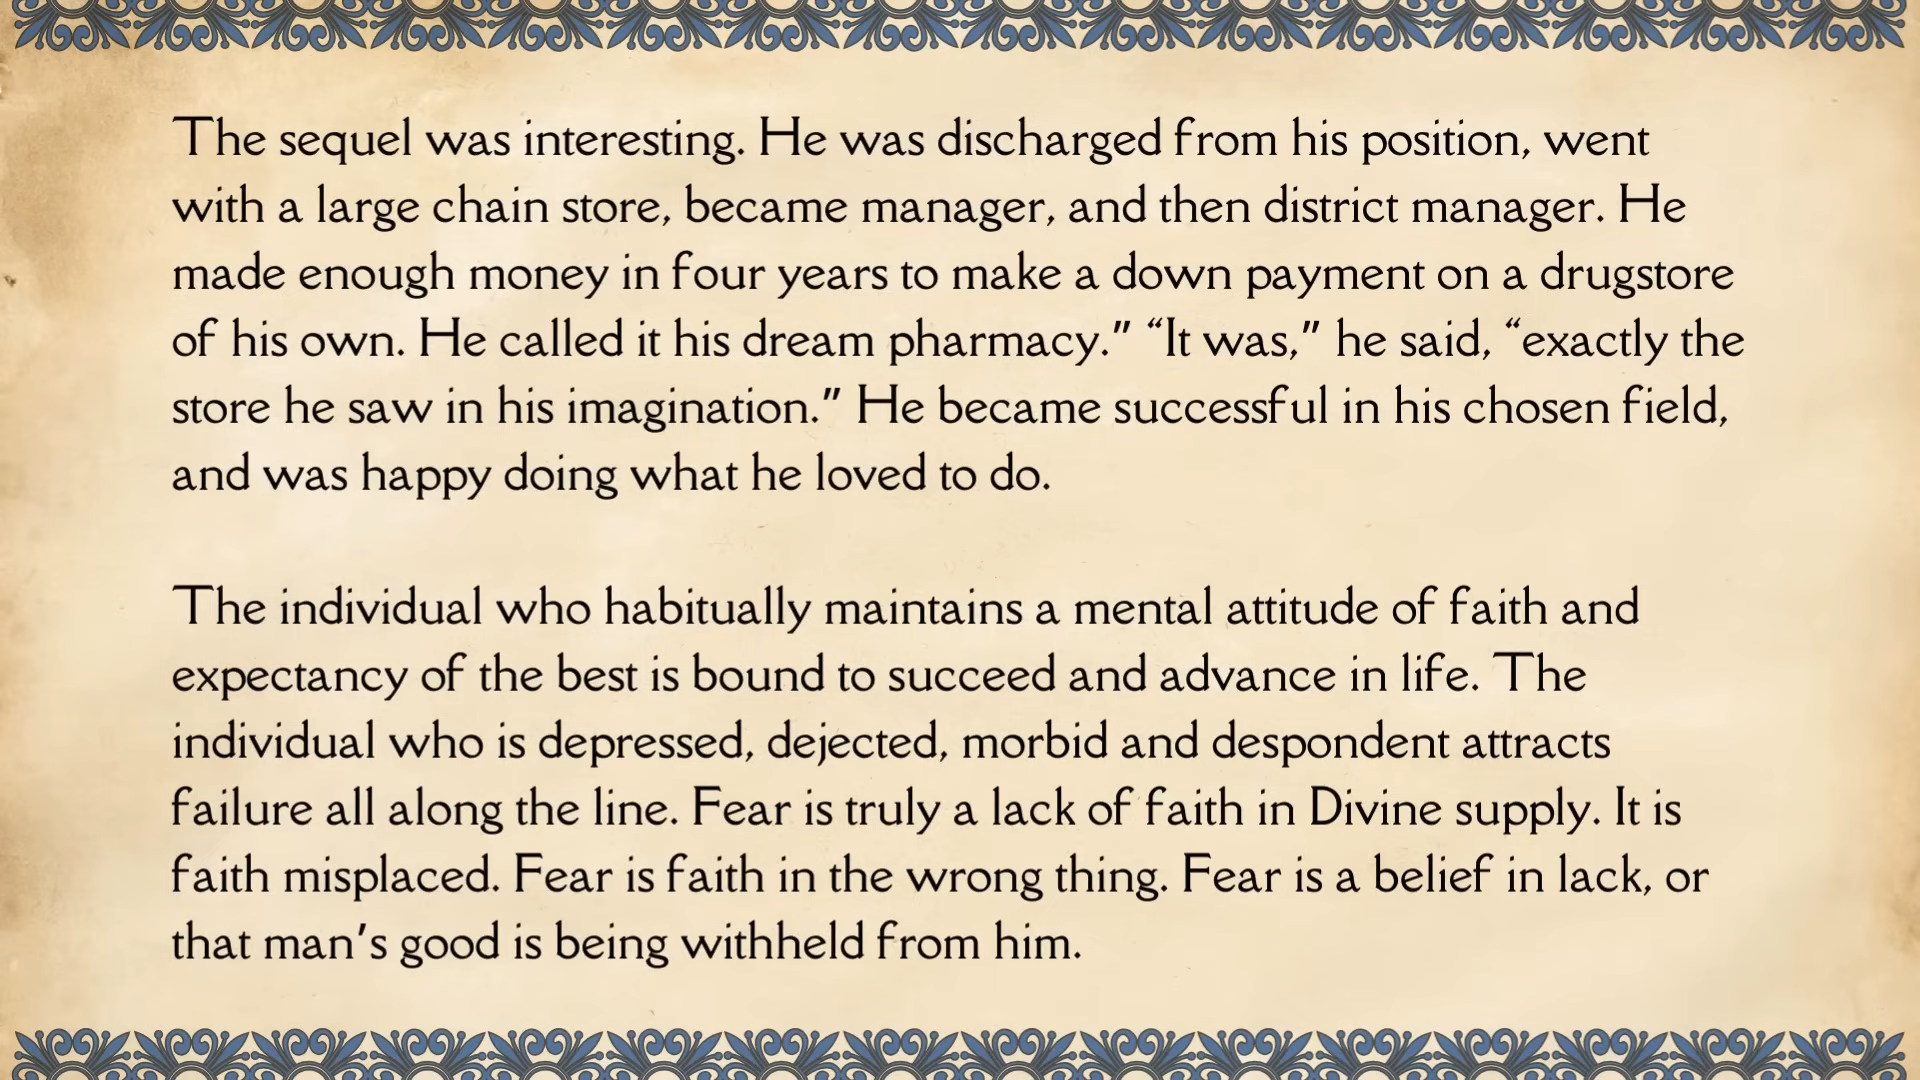 The sequel was interesting. He was discharged from his position, went
with a large chain store, became manager, and then district manager. He
made enough money in four years to make a down payment on a drugstore
of his own. He called it his dream pharmacy." “It was," he said, “exactly the
store he saw in his imagination." He became successful in his chosen field,
and was happy doing what he loved to do.
The individual who habitually maintains a mental attitude of faith and
expectancy of the best is bound to succeed and advance in life. The
individual who is depressed, dejected, morbid and despondent attracts
failure all along the line. Fear is truly a lack of faith in Divine supply. It is
faith misplaced. Fear is faith in the wrong thing. Fear is a belief in lack, or
that man's good is being withheld from him.